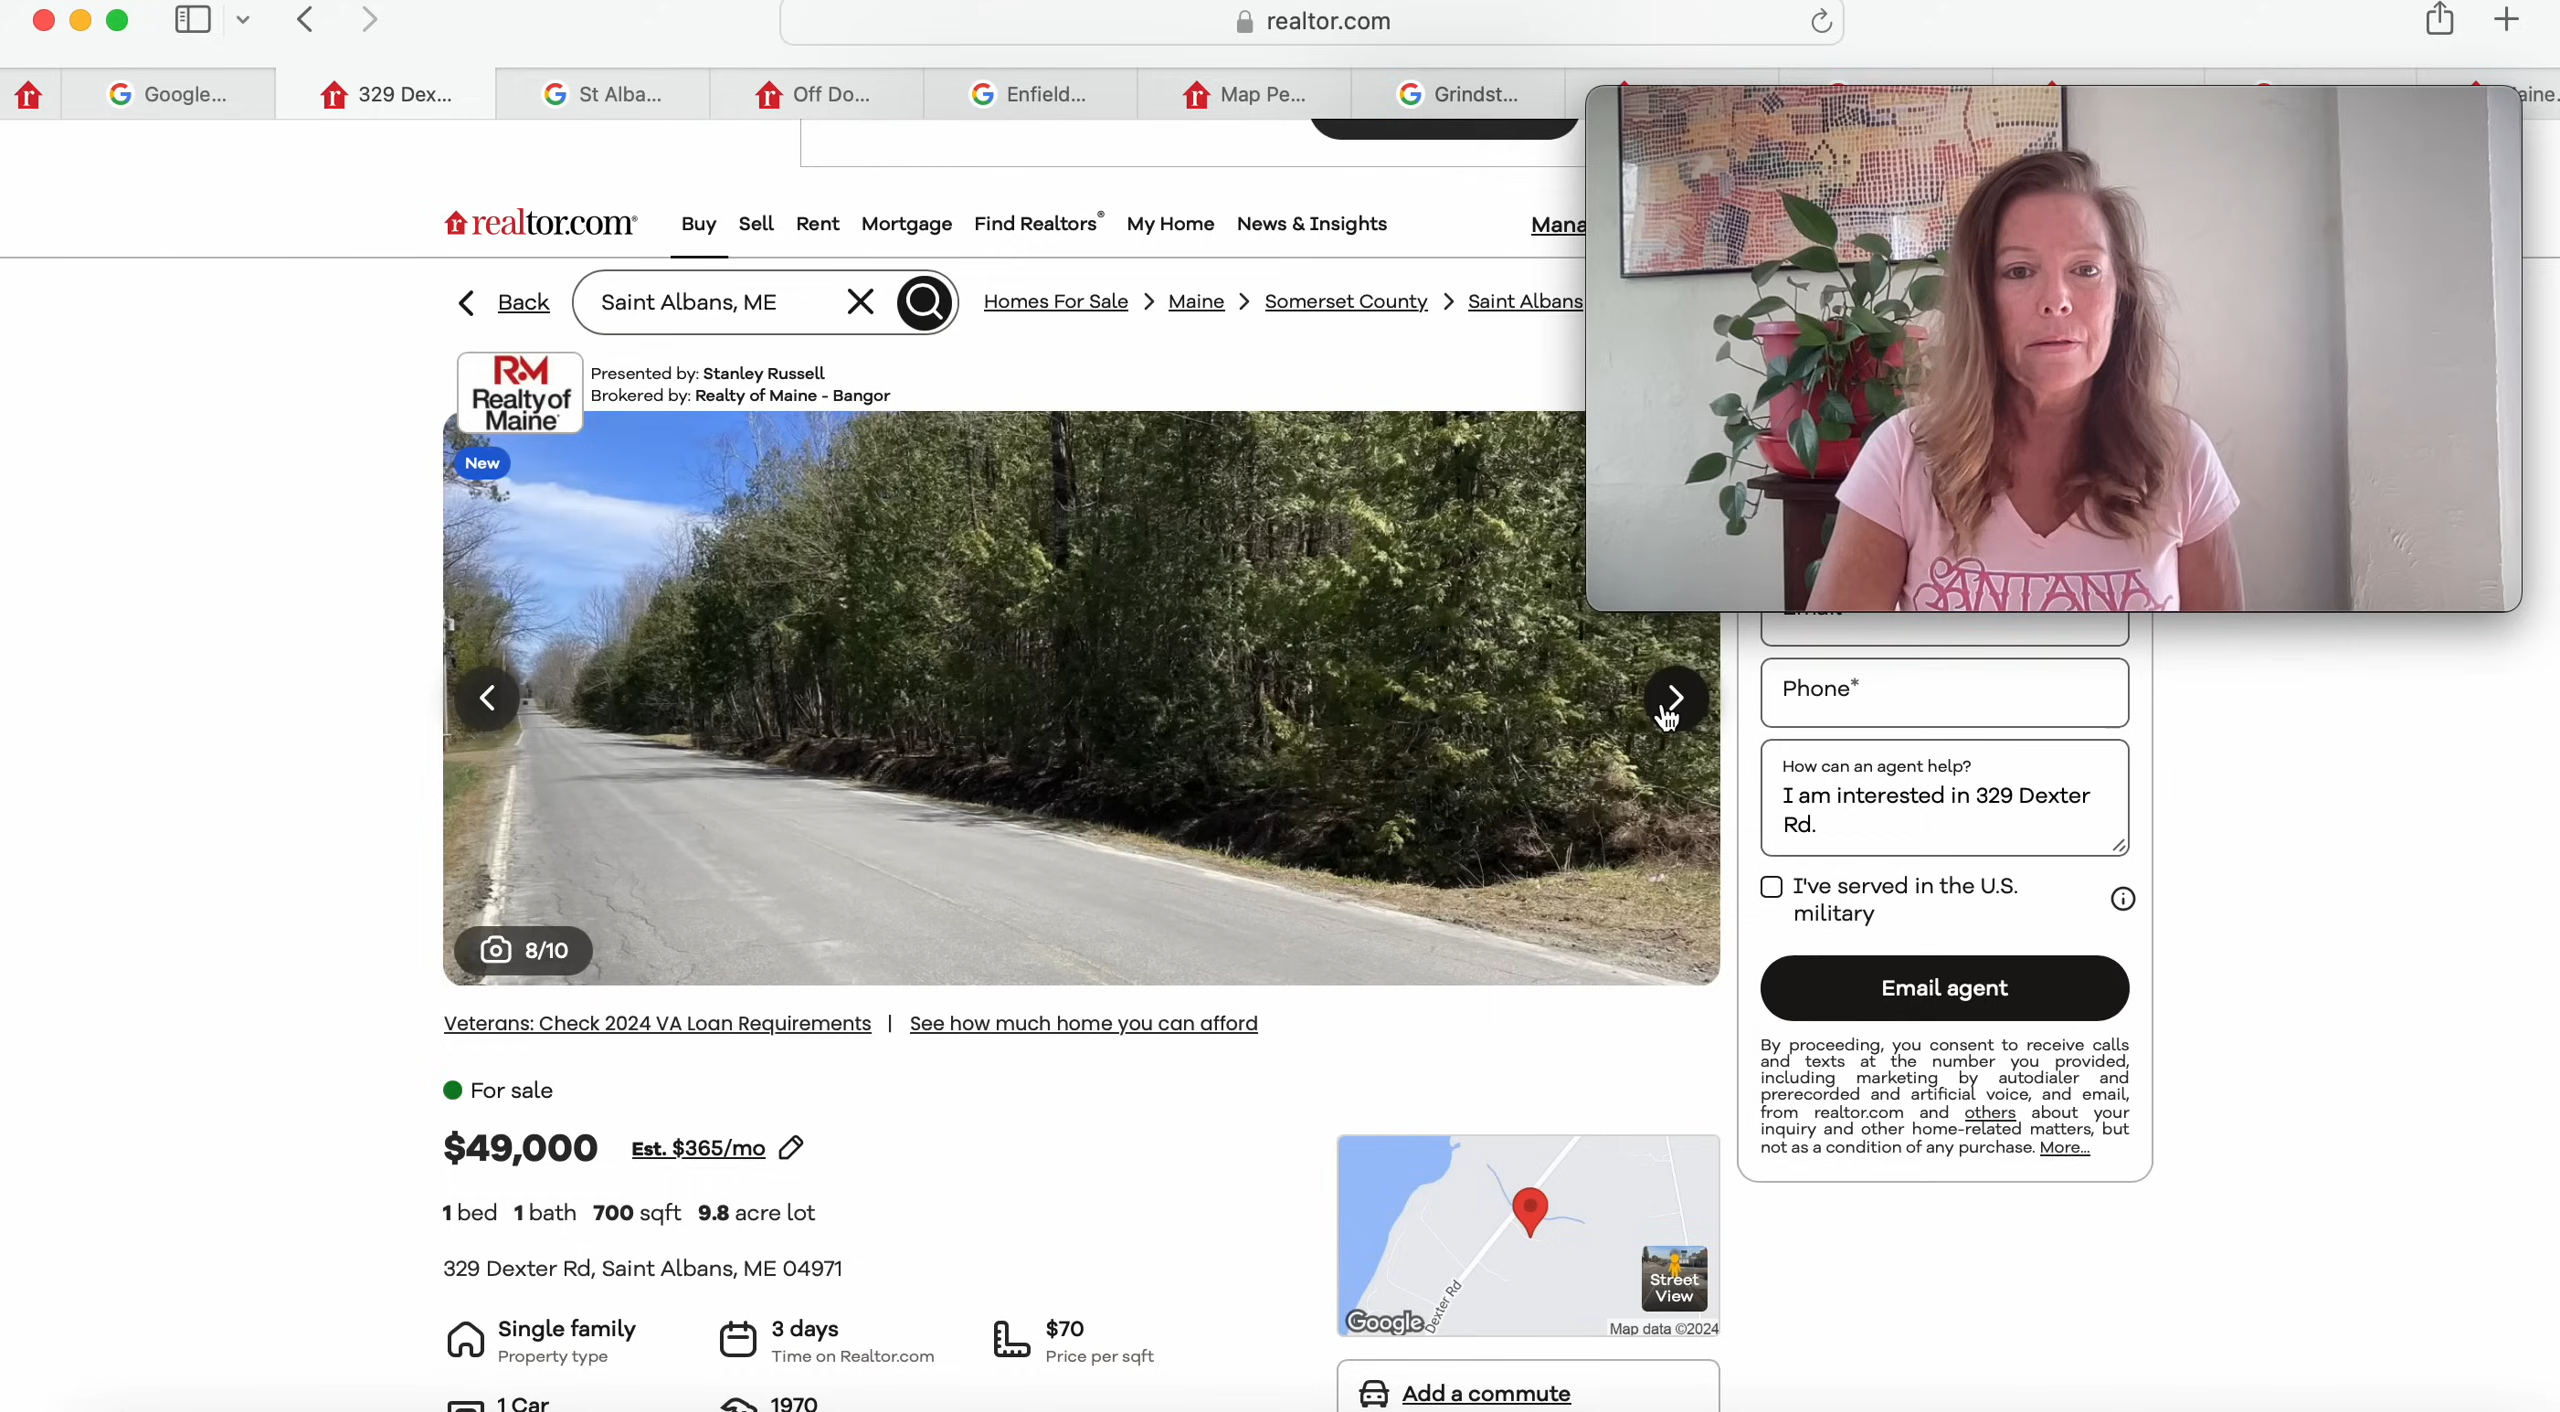 realtor.com
Google...
329 Dex...
St Alba...
Off Do...
Enfield...
Map Pe...
Grindst...
aine.
realtor.com®
Buy
Sell
Rent
Mortgage
Find Realtors®
My Home
News & Insights
Mana
Back
Saint Albans, ME
Homes For Sale > Maine > Somerset County > Saint Albans
RM
Realty of
Maine
Presented by: Stanley Russell
Brokered by: Realty of Maine - Bangor
New
SANTANA
8/10
Phone*
How can an agent help?
I am interested in 329 Dexter
Rd.
I've served in the U.S.
military
Email agent
By proceeding, you consent to receive calls
and texts at the number you provided,
including marketing by autodialer and
prerecorded and artificial voice, and email,
from realtor.com and others about your
inquiry and other home-related matters, but
not as a condition of any purchase. More...
Veterans: Check 2024 VA Loan Requirements | See how much home you can afford
For sale
$49,000 Est. $365/mo
1 bed 1 bath 700 sqft 9.8 acre lot
329 Dexter Rd, Saint Albans, ME 04971
Single family
Property type
3 days
Time on Realtor.com
$70
Price per sqft
1 Car
1970
Dexter Rd
Street
View
Google
Map data ©2024
Add a commute